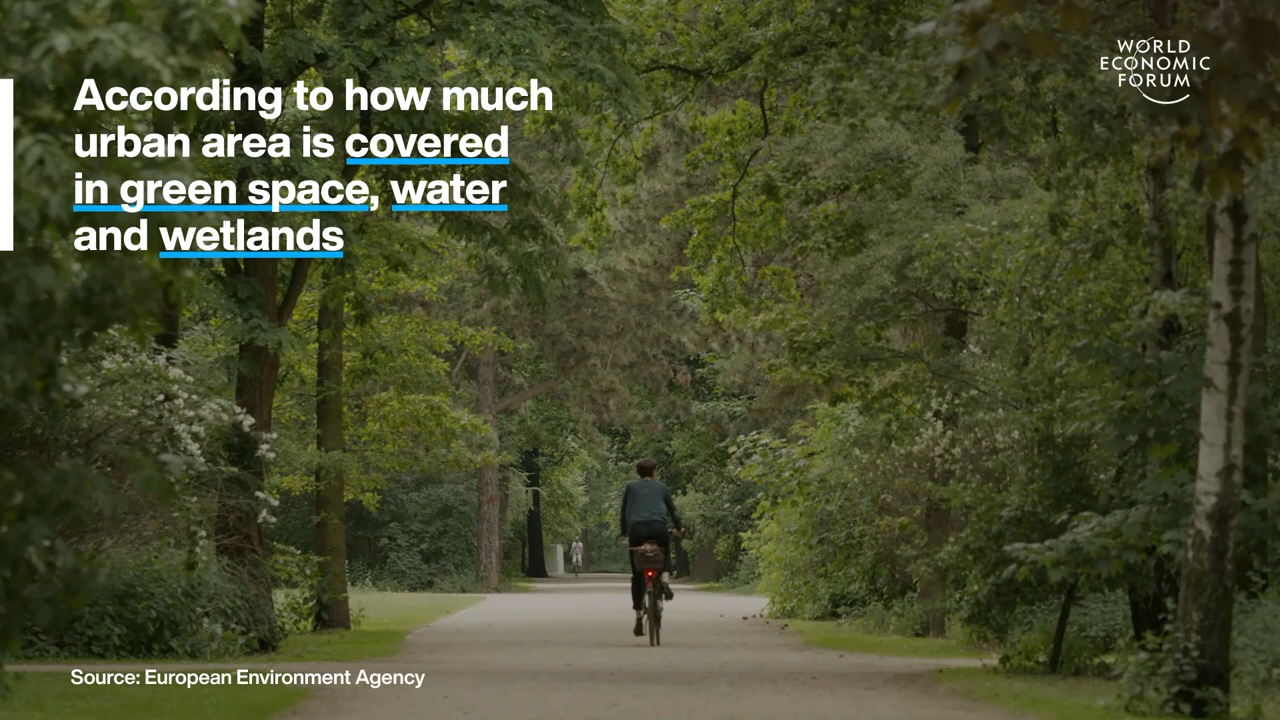 According to how much
urban area is covered
in green space, water
and wetlands
WORLD
ECONOMIC
FORUM
Source: European Environment Agency